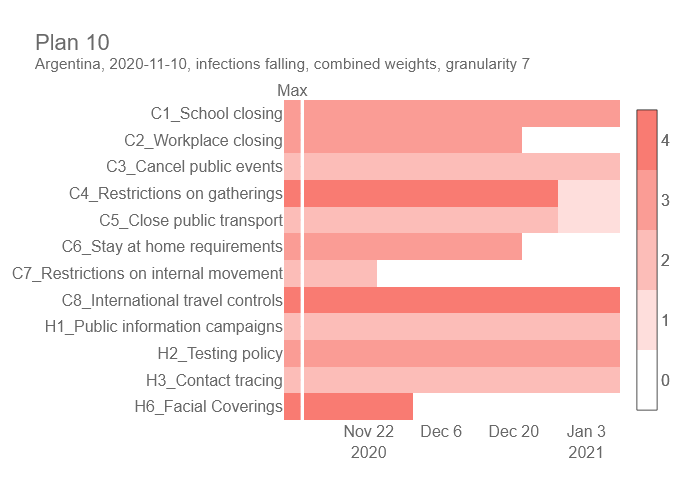 Plan 10
Argentina, 2020-11-10, infections falling, combined weights, granularity 7
Max
C1_School closing
C2_Workplace closing
C3_Cancel public events
C4_Restrictions on gatherings
C5_Close public transport
C6_Stay at home requirements
C7_Restrictions on internal movement
C8_International travel controls
H1_Public information campaigns
H2_Testing policy
H3_Contact tracing
H6_Facial Coverings
4
3
2
1
0
Nov 22 Dec 6 Dec 20 Jan 3
2020 2021